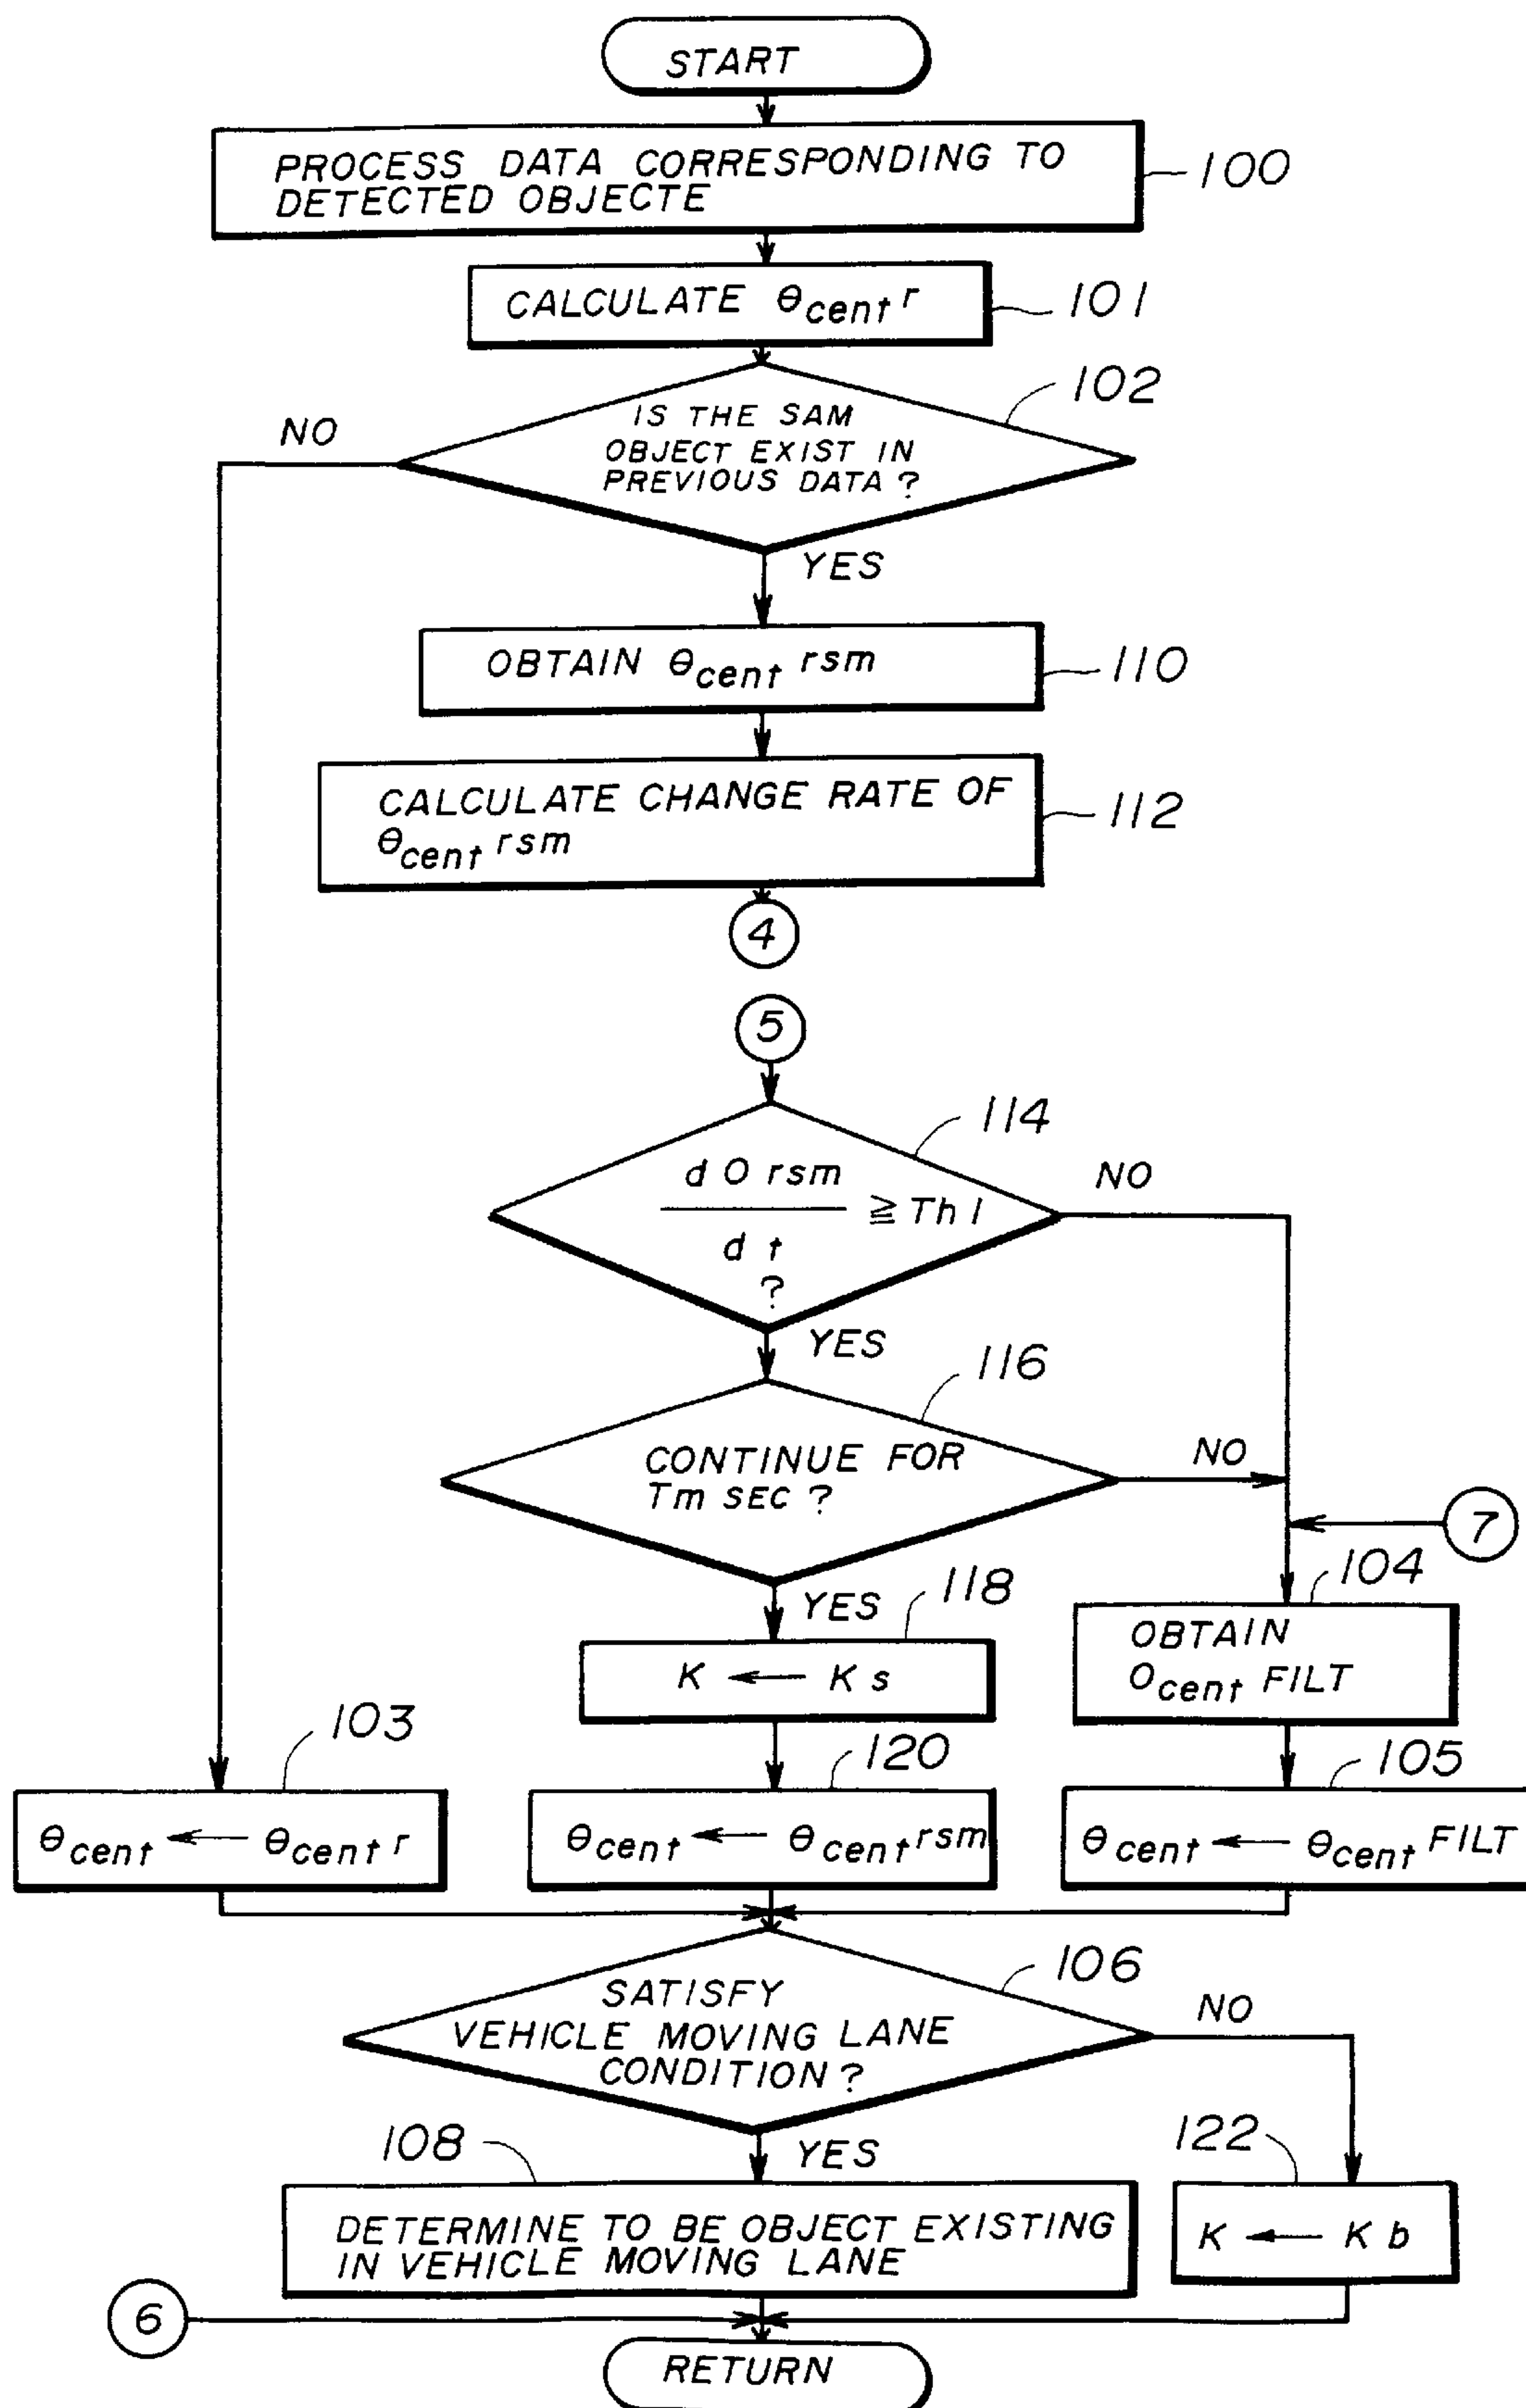 START
PROCESS DATA CORRESPONDING TO
DETECTED OBJECTE
100
CALCULATE θcent r
101
102
IS THE SAM
OBJECT EXIST IN
PREVIOUS DATA ?
NO
YES
OBTAIN θcent rsm
110
CALCULATE CHANGE RATE OF
θcent rsm
112
4
5
114
d O rsm
≧ Th 1
d t
?
NO
YES
116
CONTINUE FOR
Tm SEC ?
NO
7
YES
118
K ← K s
104
OBTAIN
Ocent FILT
103
θcent ← θcent r
120
θcent ← θcent rsm
105
θcent ← θcent FILT
106
SATISFY
VEHICLE MOVING LANE
CONDITION ?
NO
YES
108
DETERMINE TO BE OBJECT EXISTING
IN VEHICLE MOVING LANE
122
K ← K b
6
RETURN